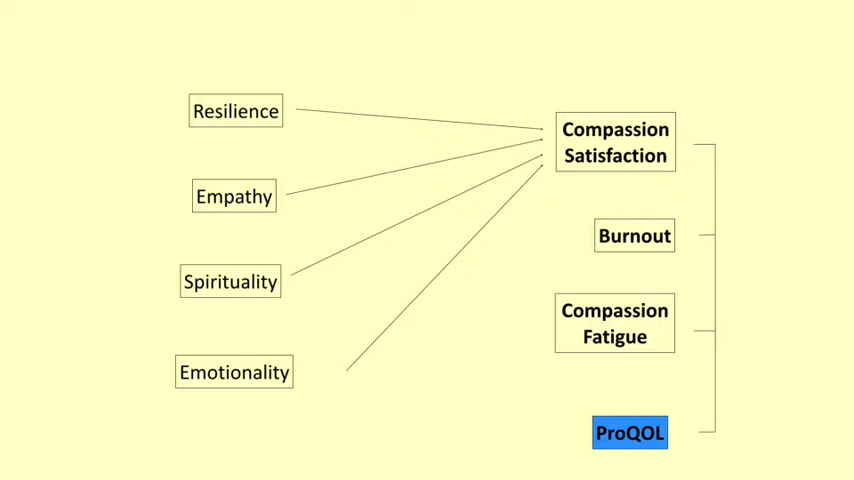 Resilience
Empathy
Spirituality
Emotionality
Compassion
Satisfaction
Burnout
Compassion
Fatigue
ProQOL